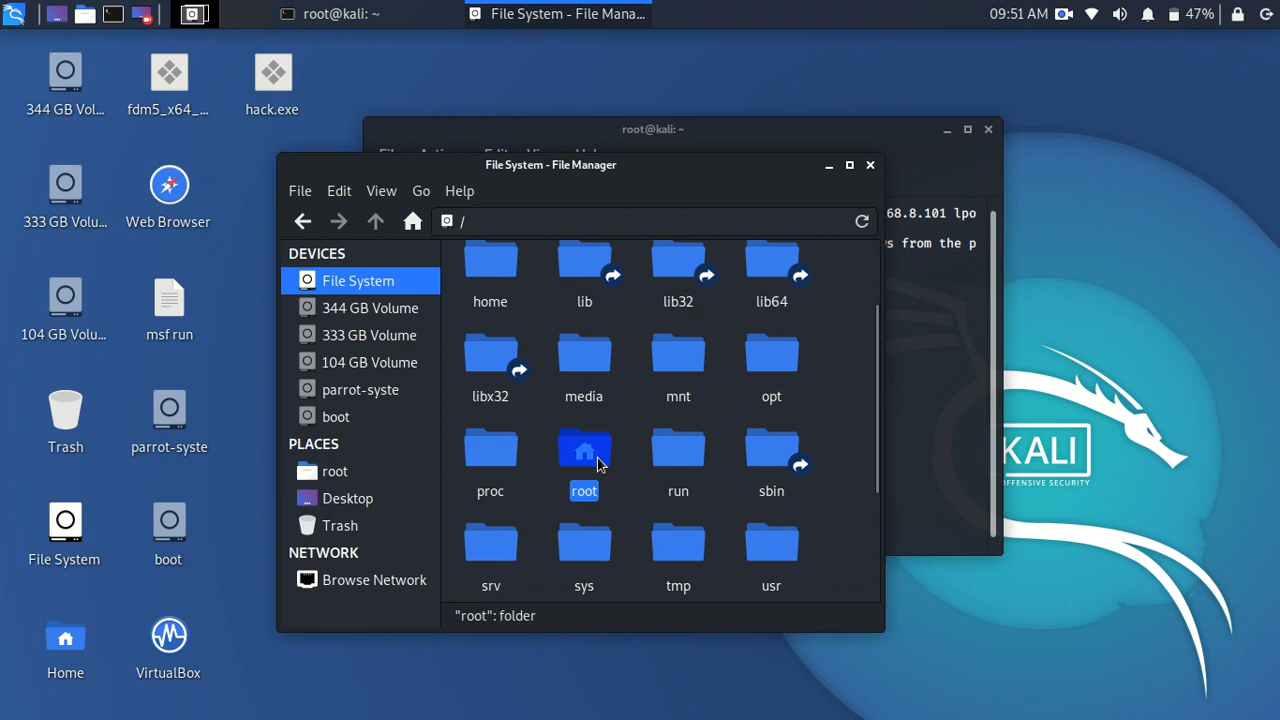 root@kali: ~
File System - File Mana...
09:51 AM
47%
344 GB Vol...
fdm5_x64_...
hack.exe
333 GB Volu...
Web Browser
104 GB Volu...
msf run
Trash
parrot-syste
File System
boot
Home
VirtualBox
root@kali: ~
68.8.101 lpo
s from the p
File System - File Manager
File Edit View Go Help
/
DEVICES
File System
344 GB Volume
333 GB Volume
104 GB Volume
parrot-syste
boot
PLACES
root
Desktop
Trash
NETWORK
Browse Network
home lib lib32 lib64
libx32 media mnt opt
proc root run sbin
srv sys tmp usr
"root": folder
KALI
OFFENSIVE SECURITY